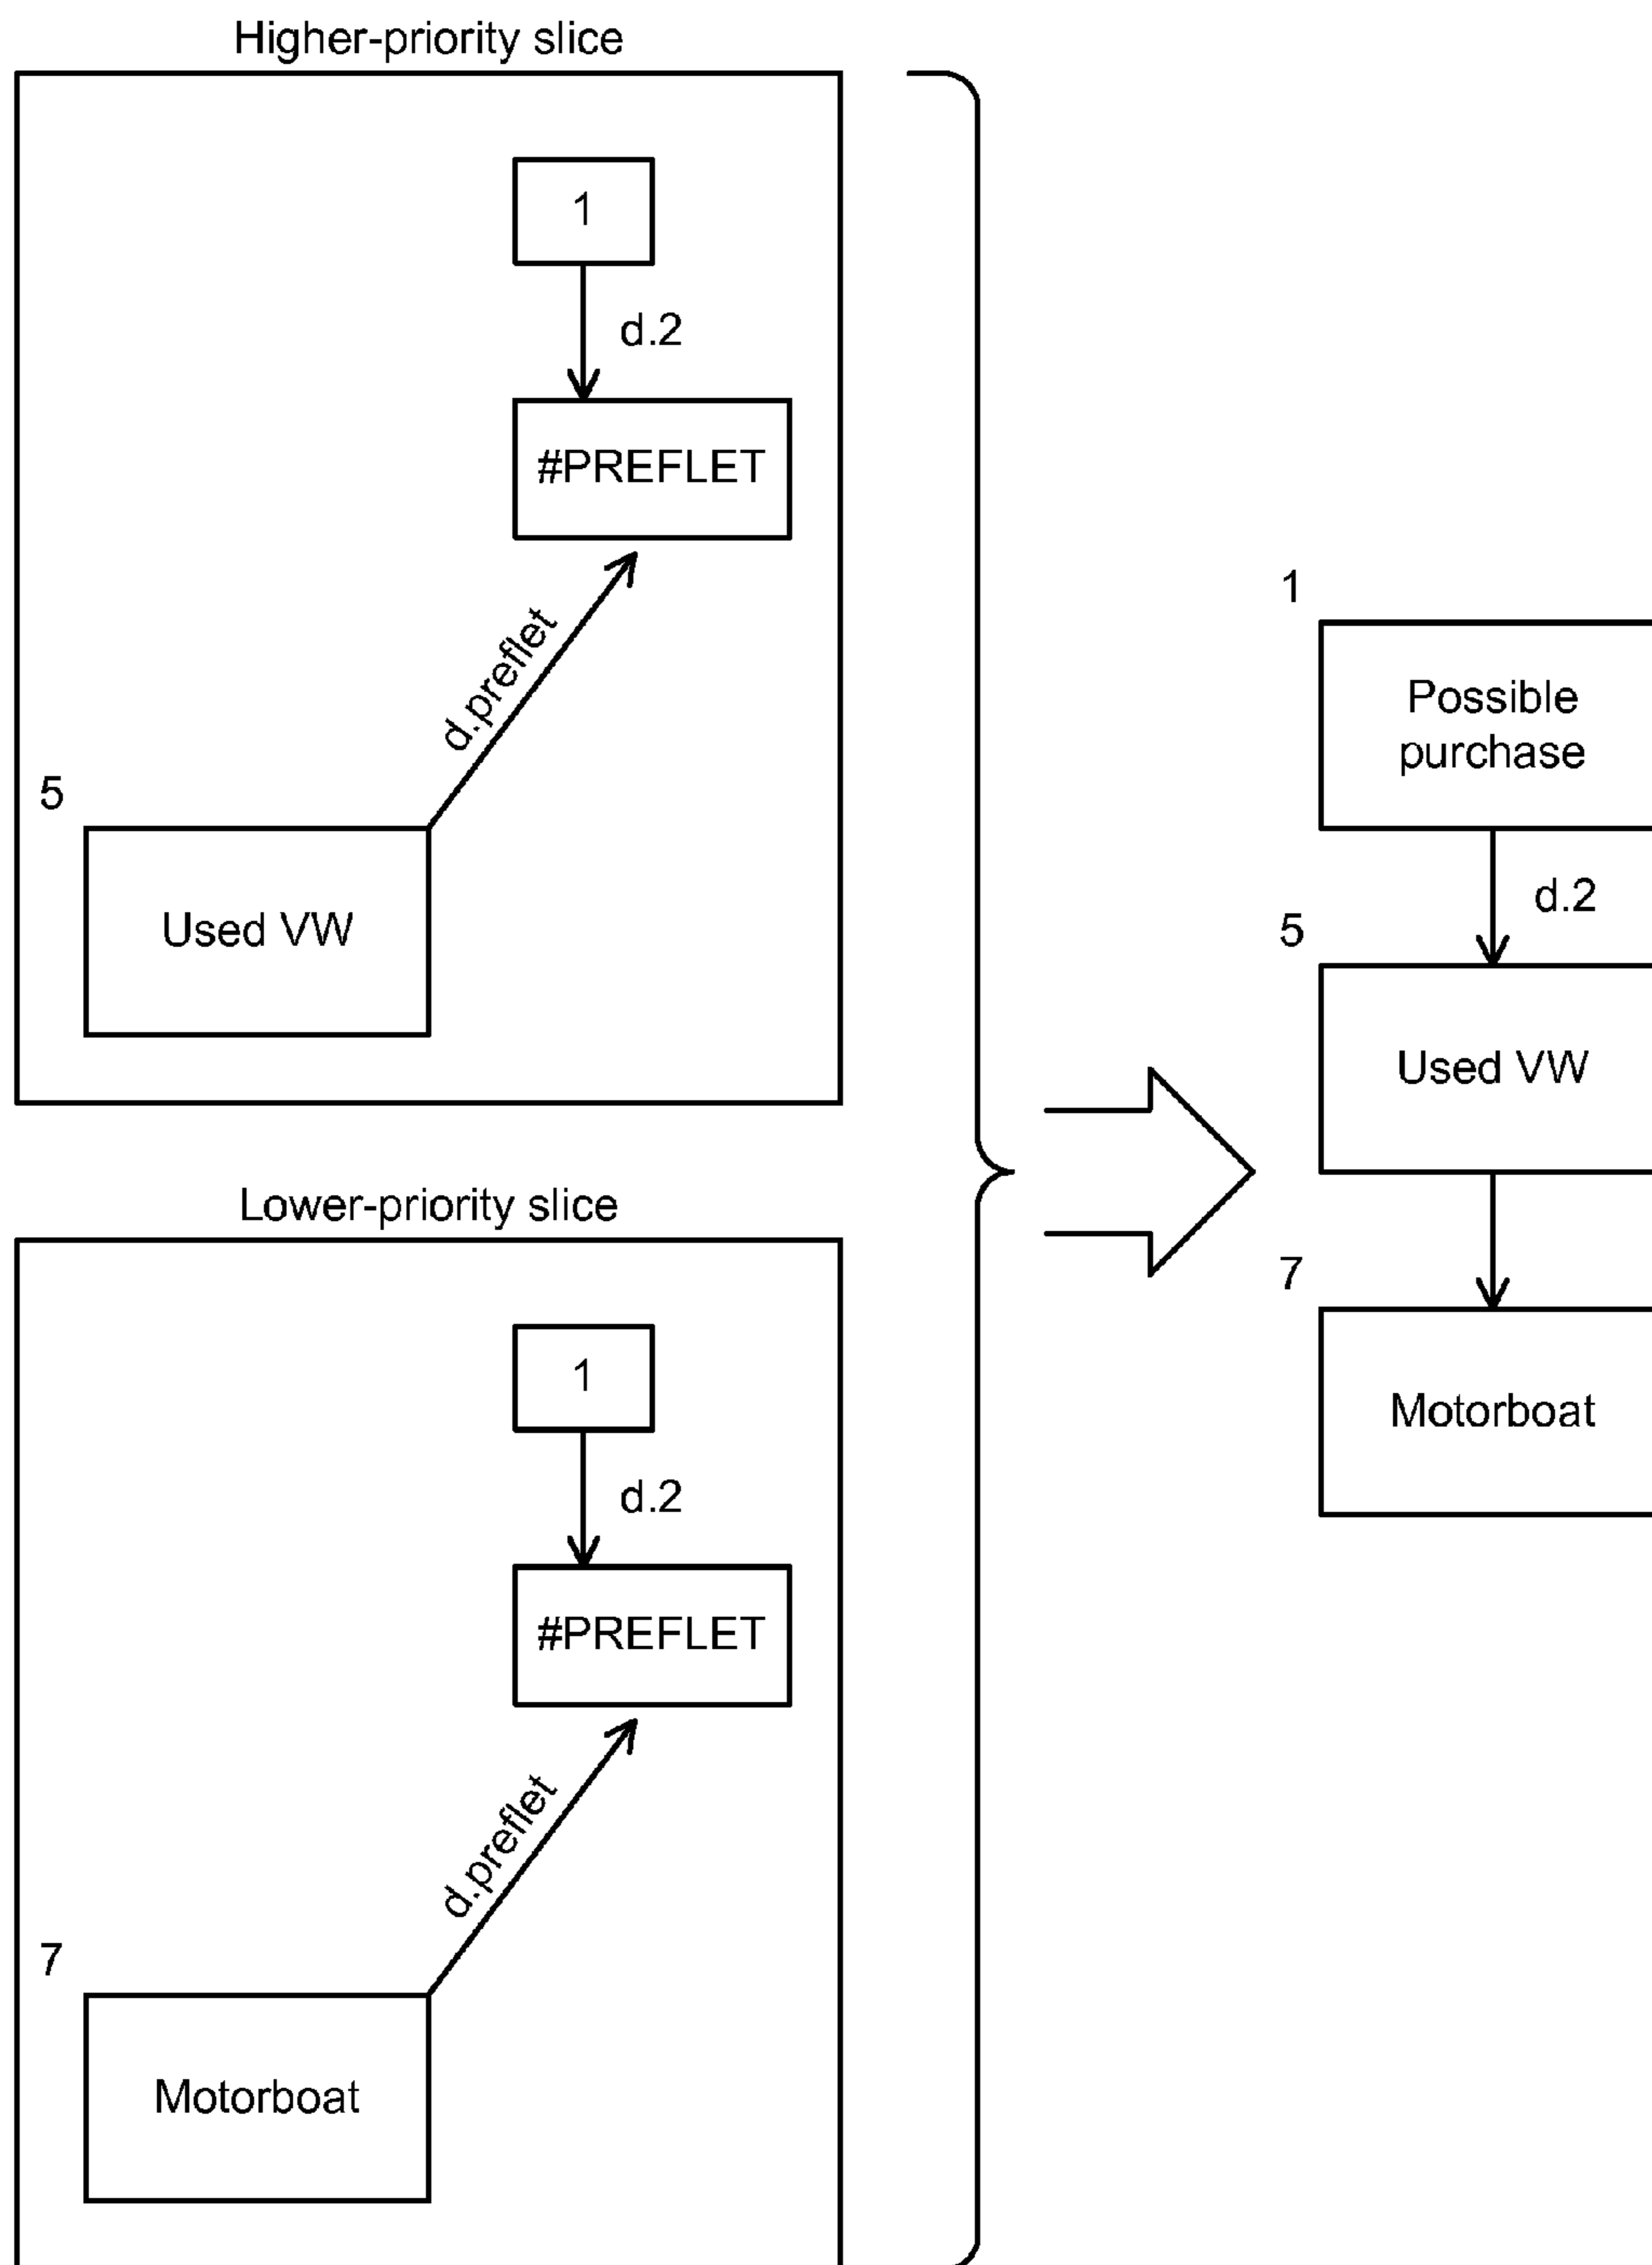 Higher-priority slice
1
d.2
#PREFLET
d.preflet
5
Used VW
Lower-priority slice
1
d.2
#PREFLET
d.preflet
7
Motorboat
1
Possible
purchase
d.2
5
Used VW
7
Motorboat